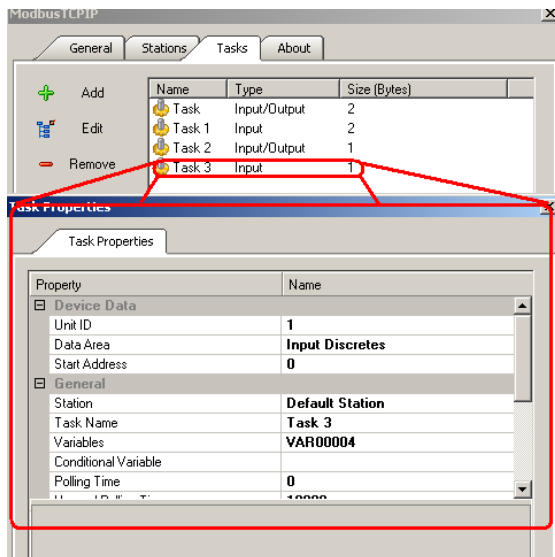 ModbusTCPIP
General Stations Tasks About
Add
Edit
Remove
Name Type Size (Bytes)
Task Input/Output 2
Task 1 Input 2
Task 2 Input/Output 1
Task 3 Input 1
Task Properties
Task Properties
Property Name
Device Data
Unit ID 1
Data Area Input Discretes
Start Address 0
General
Station Default Station
Task Name Task 3
Variables VAR00004
Conditional Variable
Polling Time 0